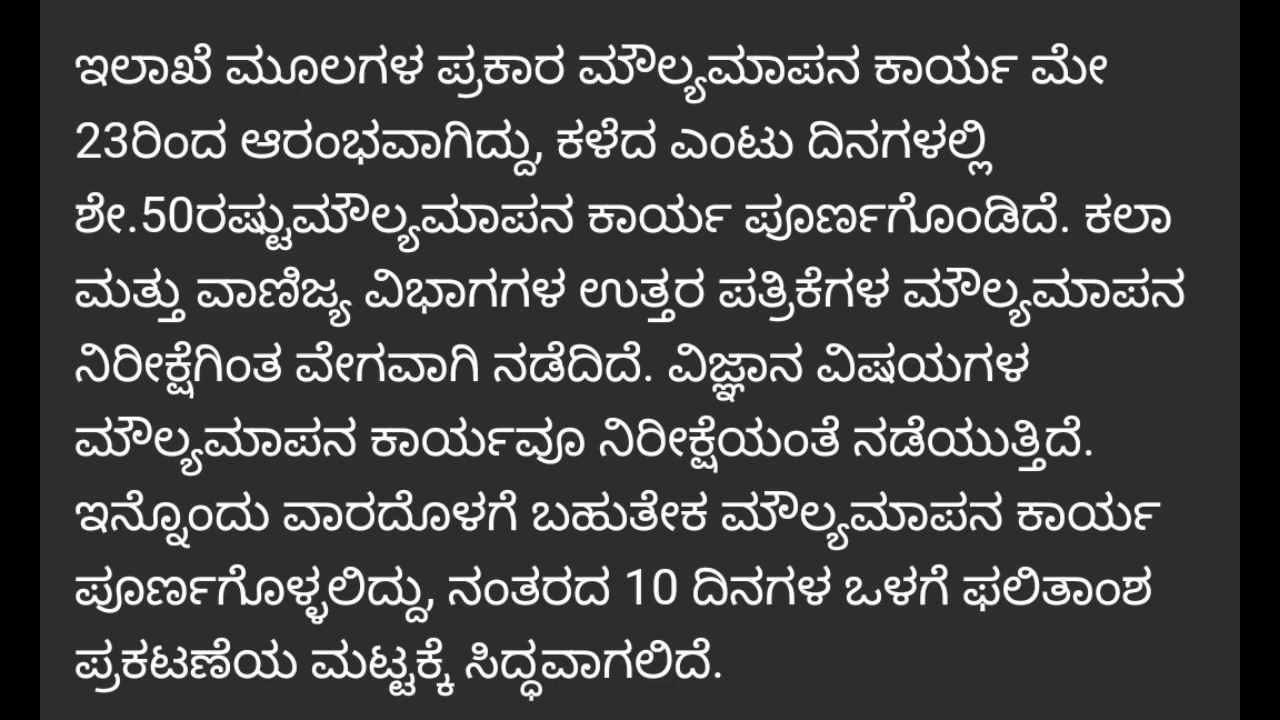 ಇಲಾಖೆ ಮೂಲಗಳ ಪ್ರಕಾರ ಮೌಲ್ಯಮಾಪನ ಕಾರ್ಯ ಮೇ
23ರಿಂದ ಆರಂಭವಾಗಿದ್ದು, ಕಳೆದ ಎಂಟು ದಿನಗಳಲ್ಲಿ
ಶೇ.50ರಷ್ಟುಮೌಲ್ಯಮಾಪನ ಕಾರ್ಯ ಪೂರ್ಣಗೊಂಡಿದೆ. ಕಲಾ
ಮತ್ತು ವಾಣಿಜ್ಯ ವಿಭಾಗಗಳ ಉತ್ತರ ಪತ್ರಿಕೆಗಳ ಮೌಲ್ಯಮಾಪನ
ನಿರೀಕ್ಷೆಗಿಂತ ವೇಗವಾಗಿ ನಡೆದಿದೆ. ವಿಜ್ಞಾನ ವಿಷಯಗಳ
ಮೌಲ್ಯಮಾಪನ ಕಾರ್ಯವೂ ನಿರೀಕ್ಷೆಯಂತೆ ನಡೆಯುತ್ತಿದೆ.
ಇನ್ನೊಂದು ವಾರದೊಳಗೆ ಬಹುತೇಕ ಮೌಲ್ಯಮಾಪನ ಕಾರ್ಯ
ಪೂರ್ಣಗೊಳ್ಳಲಿದ್ದು, ನಂತರದ 10 ದಿನಗಳ ಒಳಗೆ ಫಲಿತಾಂಶ
ಪ್ರಕಟಣೆಯ ಮಟ್ಟಕ್ಕೆ ಸಿದ್ಧವಾಗಲಿದೆ.